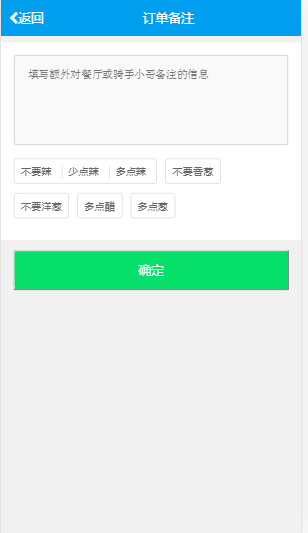 返回 订单备注
填写额外对餐厅或骑手小哥备注的信息
不要辣 少点辣 多点辣 不要香葱
不要洋葱 多点醋 多点葱
确定